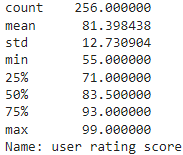 count    256.000000
mean      81.398438
std       12.730904
min       55.000000
25%       71.000000
50%       83.500000
75%       93.000000
max       99.000000
Name: user rating score